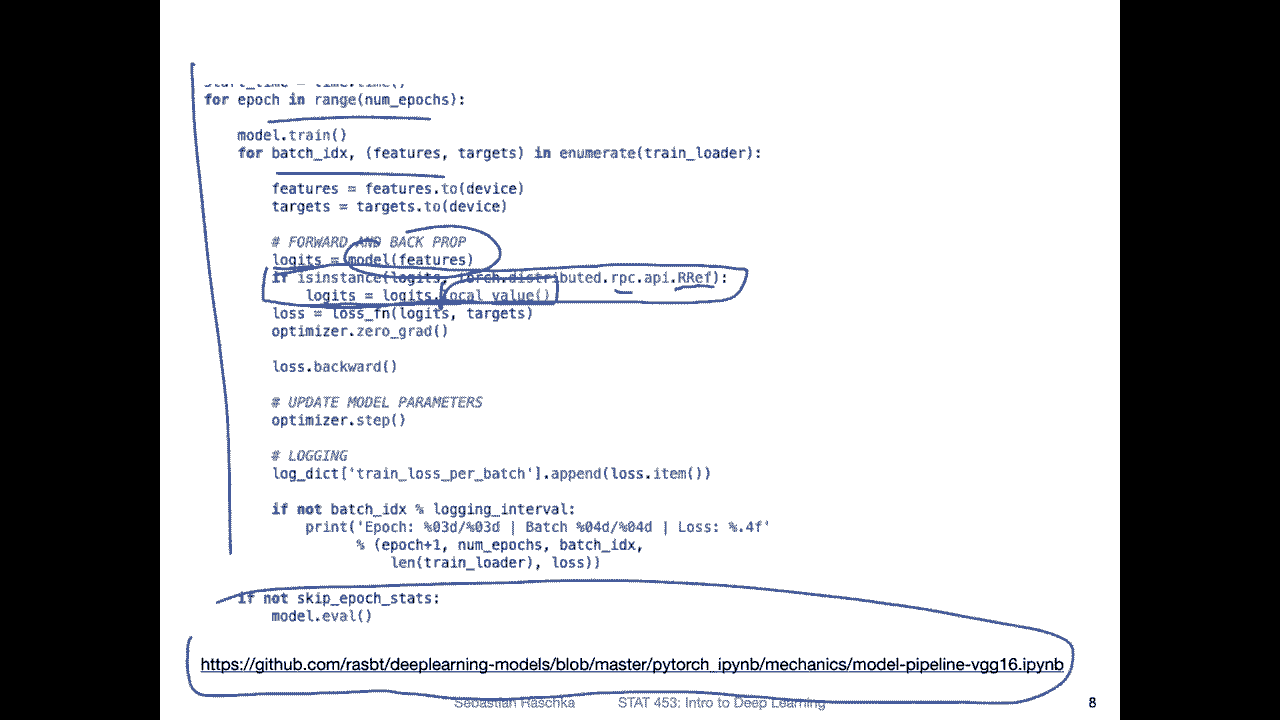 start_time = time.time()
for epoch in range(num_epochs):
model.train()
for batch_idx, (features, targets) in enumerate(train_loader):
features = features.to(device)
targets = targets.to(device)
# FORWARD AND BACK PROP
logits = model(features)
if isinstance(logits, torch.distributed.rpc.api.RRef):
logits = logits.local_value()
loss = loss_fn(logits, targets)
optimizer.zero_grad()
loss.backward()
# UPDATE MODEL PARAMETERS
optimizer.step()
# LOGGING
log_dict['train_loss_per_batch'].append(loss.item())
if not batch_idx % logging_interval:
print('Epoch: %03d/%03d | Batch %04d/%04d | Loss: %.4f'
% (epoch+1, num_epochs, batch_idx,
len(train_loader), loss))
if not skip_epoch_stats:
model.eval()
https://github.com/rasbt/deeplearning-models/blob/master/pytorch_ipynb/mechanics/model-pipeline-vgg16.ipynb
Sebastian Raschka STAT 453: Intro to Deep Learning 8